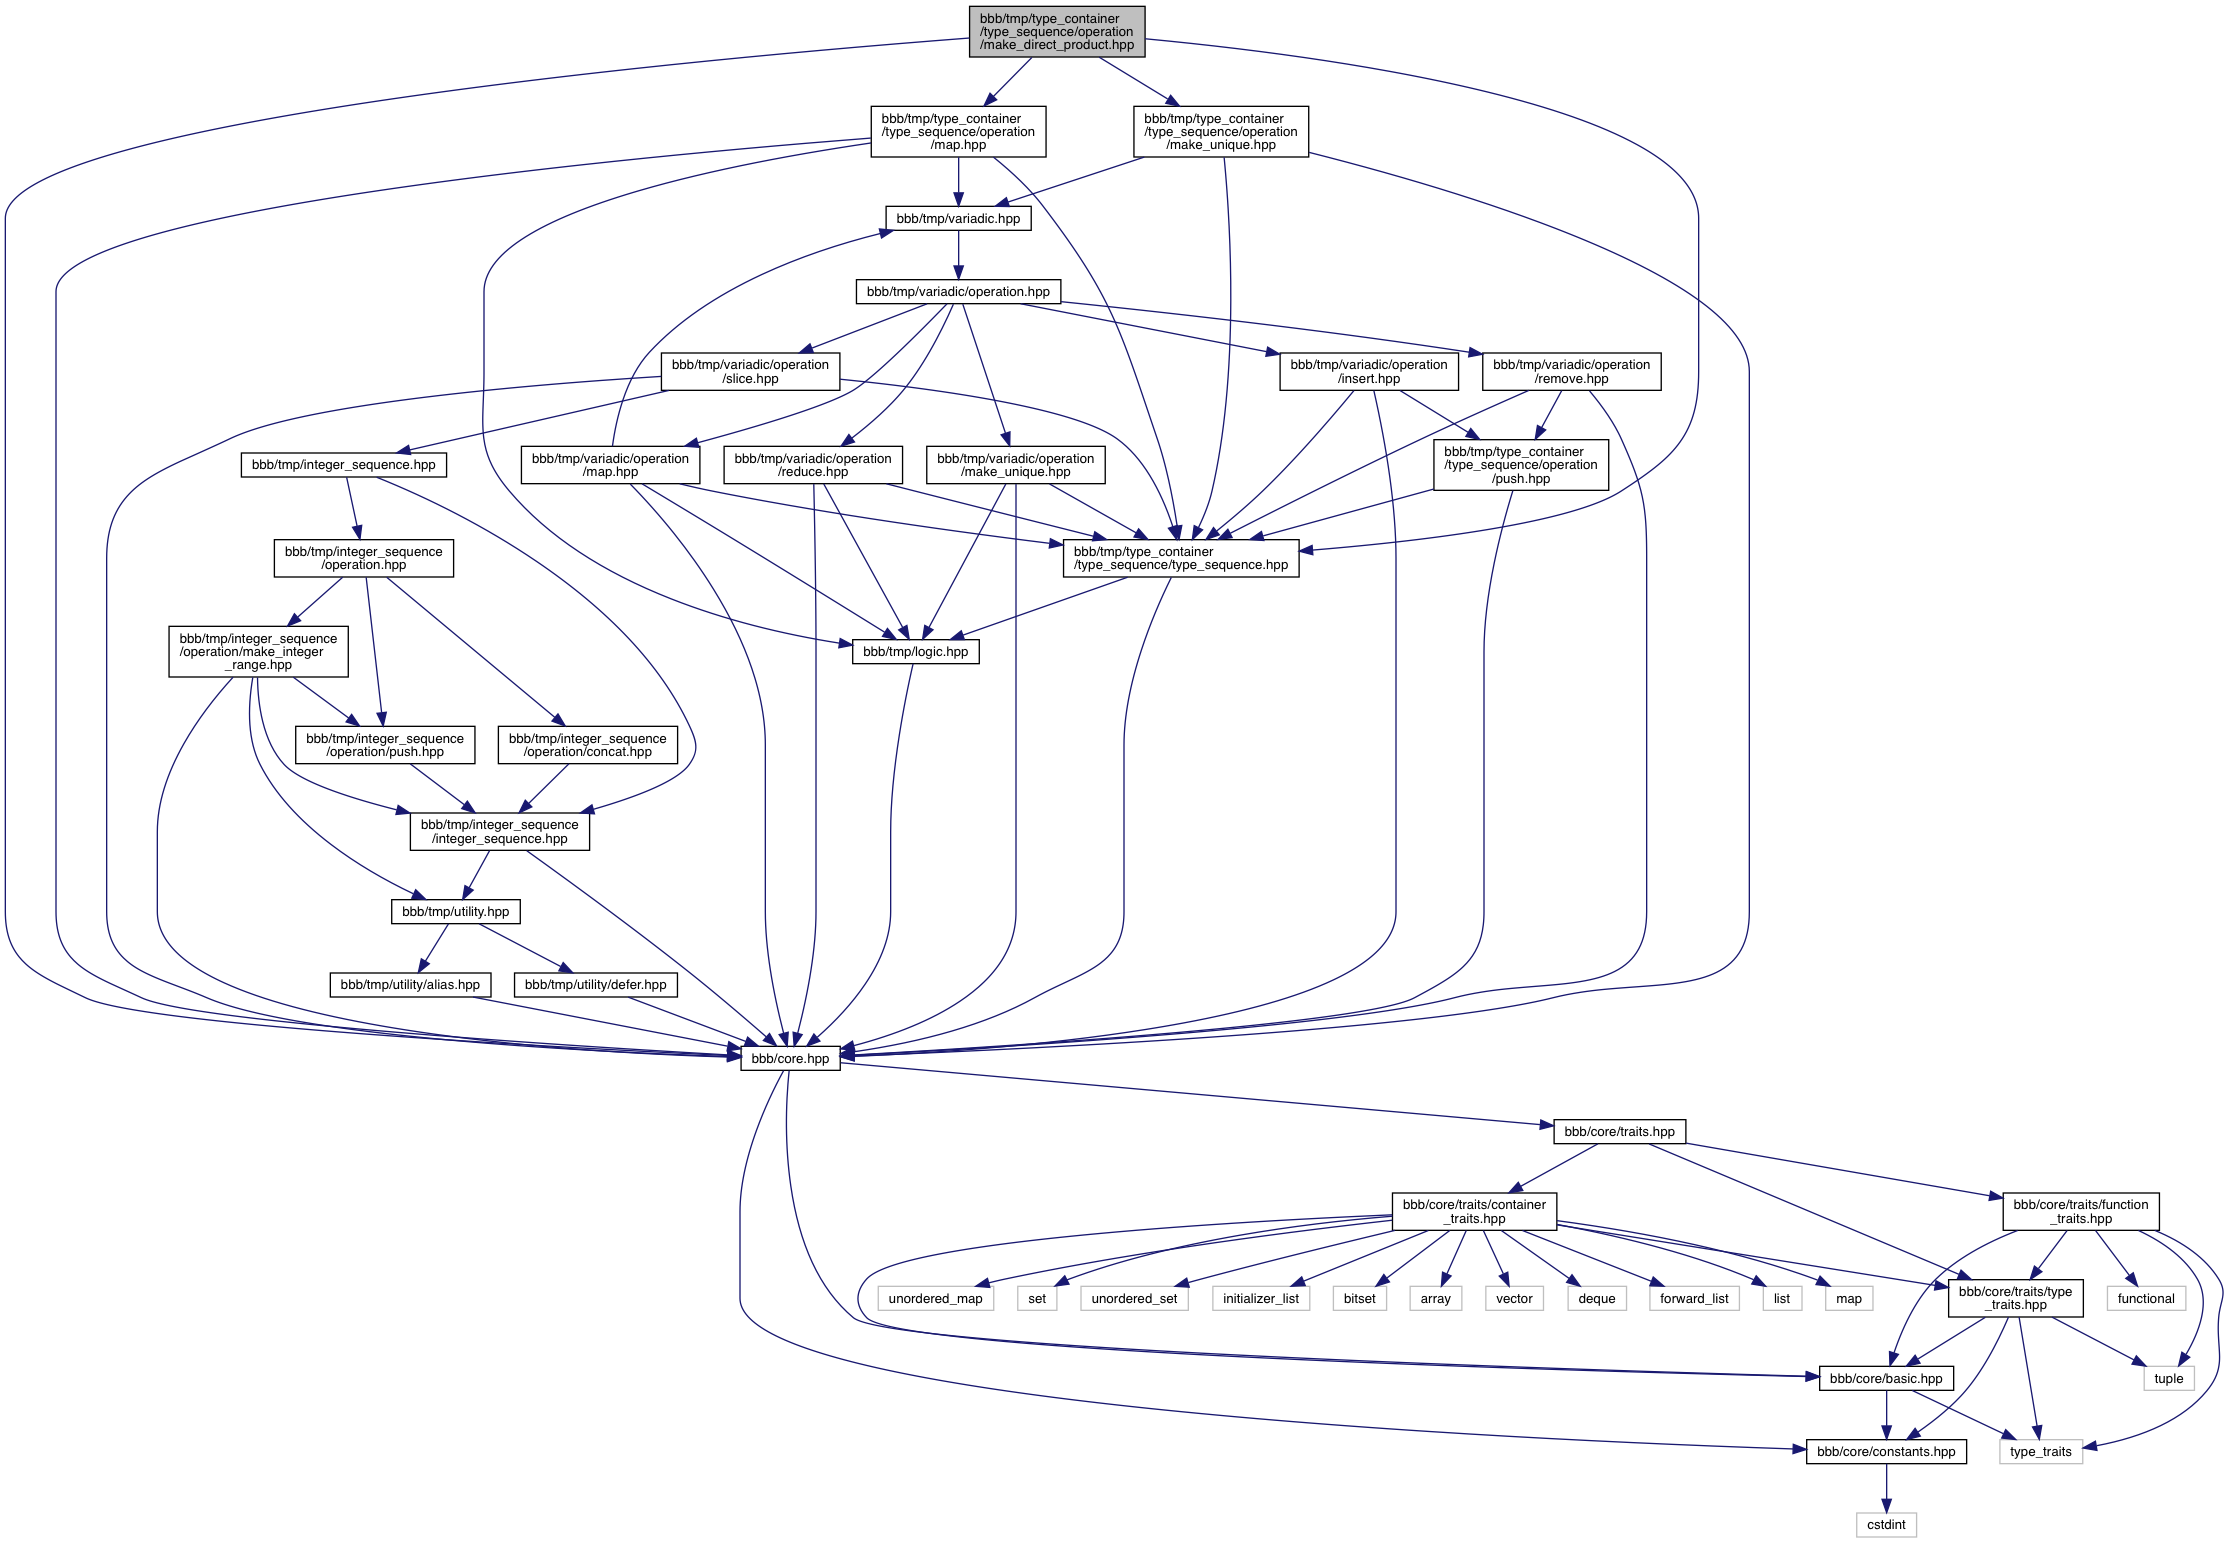 bbb/tmp/type_container
/type_sequence/operation
/make_direct_product.hpp
bbb/tmp/type_container
/type_sequence/operation
/map.hpp
bbb/tmp/type_container
/type_sequence/operation
/make_unique.hpp
bbb/tmp/variadic.hpp
bbb/tmp/variadic/operation.hpp
bbb/tmp/variadic/operation
/slice.hpp
bbb/tmp/variadic/operation
/insert.hpp
bbb/tmp/variadic/operation
/remove.hpp
bbb/tmp/integer_sequence.hpp
bbb/tmp/variadic/operation
/map.hpp
bbb/tmp/variadic/operation
/reduce.hpp
bbb/tmp/variadic/operation
/make_unique.hpp
bbb/tmp/type_container
/type_sequence/operation
/push.hpp
bbb/tmp/integer_sequence
/operation.hpp
bbb/tmp/type_container
/type_sequence/type_sequence.hpp
bbb/tmp/integer_sequence
/operation/make_integer
_range.hpp
bbb/tmp/logic.hpp
bbb/tmp/integer_sequence
/operation/push.hpp
bbb/tmp/integer_sequence
/operation/concat.hpp
bbb/tmp/integer_sequence
/integer_sequence.hpp
bbb/tmp/utility.hpp
bbb/tmp/utility/alias.hpp
bbb/tmp/utility/defer.hpp
bbb/core.hpp
bbb/core/traits.hpp
bbb/core/traits/container
_traits.hpp
bbb/core/traits/function
_traits.hpp
unordered_map
set
unordered_set
initializer_list
bitset
array
vector
deque
forward_list
list
map
bbb/core/traits/type
_traits.hpp
functional
bbb/core/basic.hpp
tuple
bbb/core/constants.hpp
type_traits
cstdint